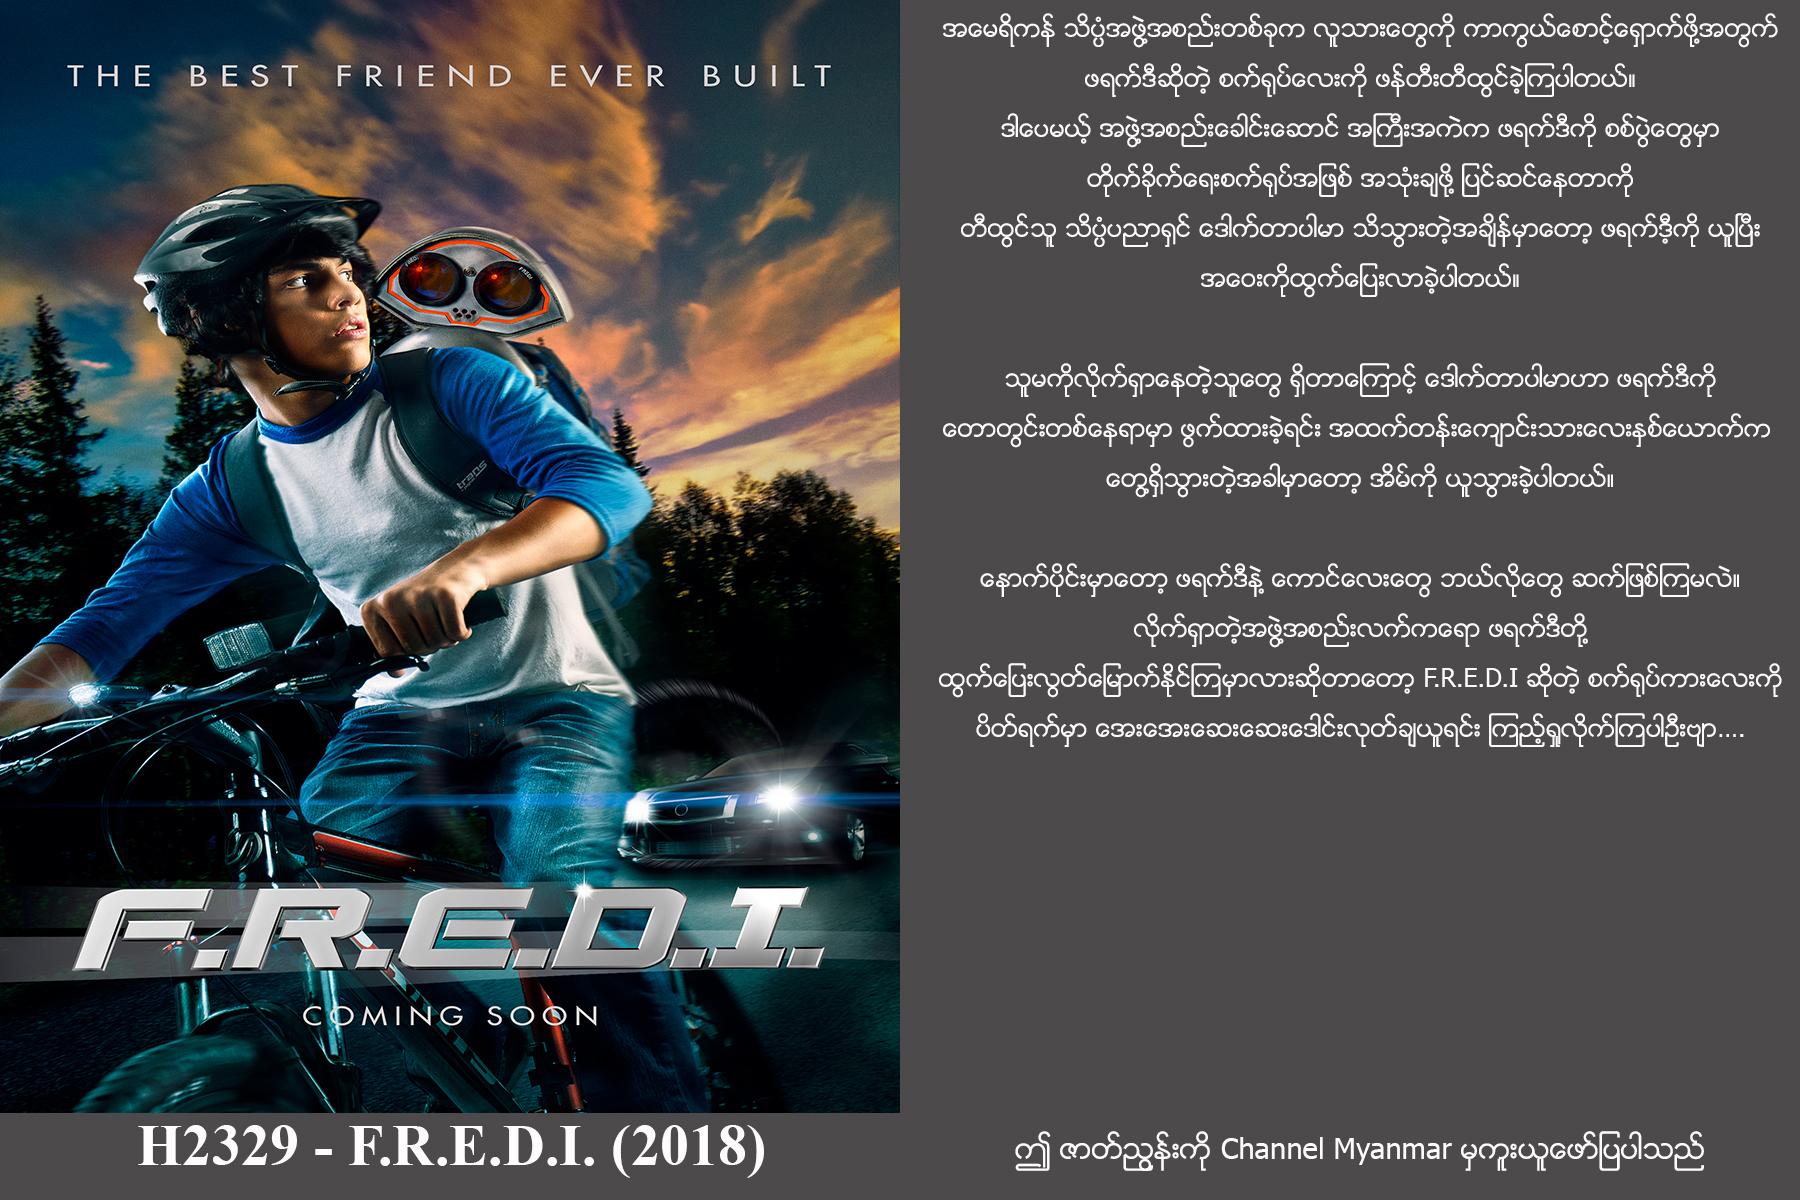 THE BEST FRIEND EVER BUILT
F.R.E.D.I.
COMING SOON
H2329 - F.R.E.D.I. (2018)
အမေရိကန် သိပ္ပံအဖွဲ့အစည်းတစ်ခုက လူသားတွေကို ကာကွယ်စောင့်ရှောက်ဖို့အတွက်
ဖရက်ဒီဆိုတဲ့ စက်ရုပ်လေးကို ဖန်တီးတီထွင်ခဲ့ကြပါတယ်။
ဒါပေမယ့် အဖွဲ့အစည်းခေါင်းဆောင် အကြီးအကဲက ဖရက်ဒီကို စစ်ပွဲတွေမှာ
တိုက်ခိုက်ရေးစက်ရုပ်အဖြစ် အသုံးချဖို့ ပြင်ဆင်နေတာကို
တီထွင်သူ သိပ္ပံပညာရှင် ဒေါက်တာပါမာ သိသွားတဲ့အချိန်မှာတော့ ဖရက်ဒီ့ကို ယူပြီး
အဝေးကိုထွက်ပြေးလာခဲ့ပါတယ်။
သူမကိုလိုက်ရှာနေတဲ့သူတွေ ရှိတာကြောင့် ဒေါက်တာပါမာဟာ ဖရက်ဒီကို
တောတွင်းတစ်နေရာမှာ ဖွက်ထားခဲ့ရင်း အထက်တန်းကျောင်းသားလေးနှစ်ယောက်က
တွေ့ရှိသွားတဲ့အခါမှာတော့ အိမ်ကို ယူသွားခဲ့ပါတယ်။
နောက်ပိုင်းမှာတော့ ဖရက်ဒီနဲ့ ကောင်လေးတွေ ဘယ်လိုတွေ ဆက်ဖြစ်ကြမလဲ။
လိုက်ရှာတဲ့အဖွဲ့အစည်းလက်ကရော ဖရက်ဒီတို့
ထွက်ပြေးလွတ်မြောက်နိုင်ကြမှာလားဆိုတာတော့ F.R.E.D.I ဆိုတဲ့ စက်ရုပ်ကားလေးကို
ပိတ်ရက်မှာ အေးအေးဆေးဆေးဒေါင်းလုတ်ချယူရင်း ကြည့်ရှုလိုက်ကြပါဦးဗျာ....
ဤ ဇာတ်ညွှန်းကို Channel Myanmar မှကူးယူဖော်ပြပါသည်